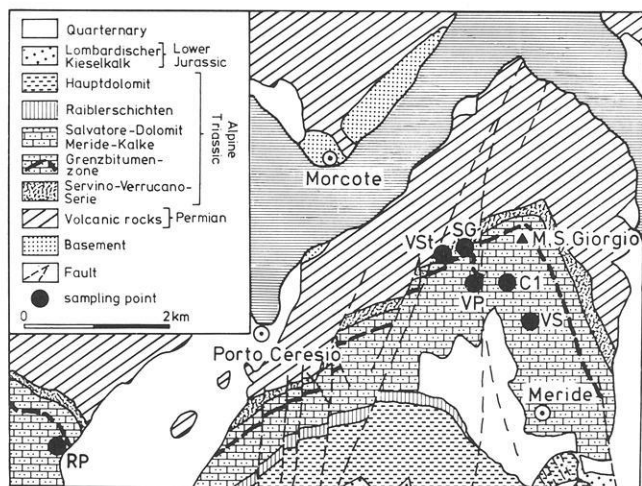 Quarternary
Lombardischer
Kieselkalk
Lower
Jurassic
Hauptdolomit
Raiblerschichten
Salvatore-Dolomit
Meride-Kalke
Grenzbitumen-
zone
Servino-Verrucano-
Serie
Alpine
Triassic
Volcanic rocks
Permian
Basement
Fault
sampling point
0 2km
Morcote
VSt
SG
M.S.Giorgio
VP
C1
VS
Porto Ceresio
Meride
RP